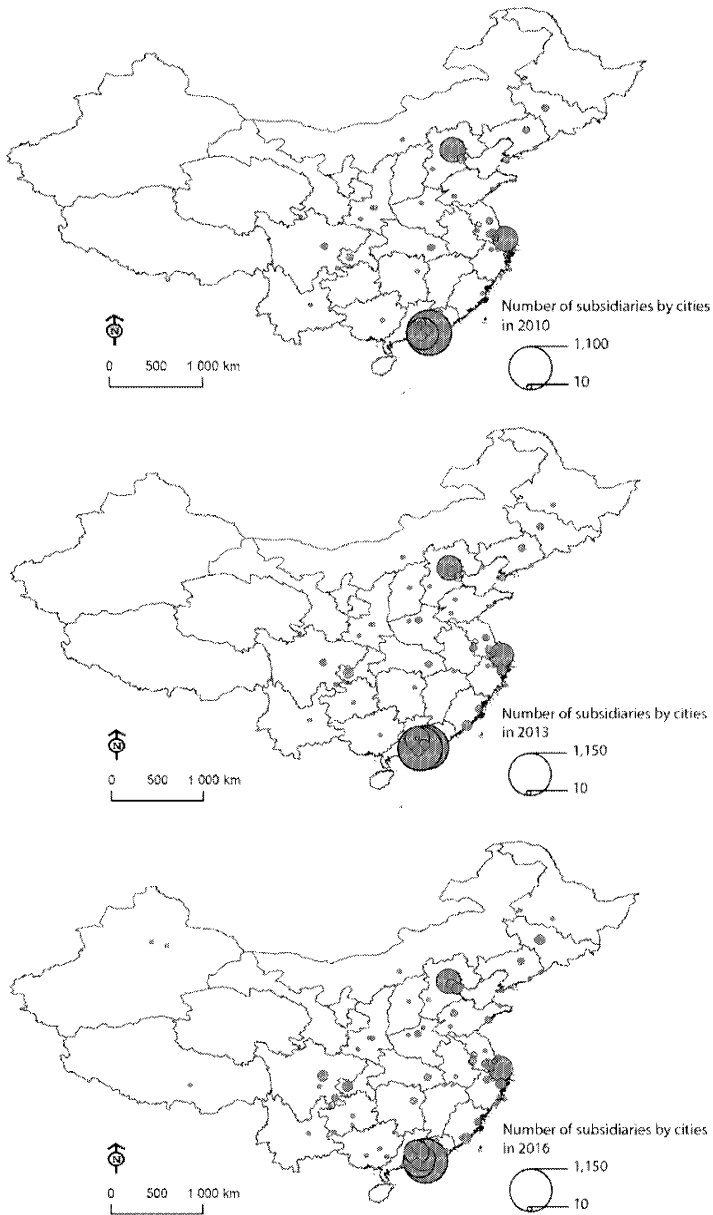 N
Number of subsidiaries by cities
in 2010
1,100
10
0 500 1 000 km
N
Number of subsidiaries by cities
in 2013
1,150
10
0 500 1 000 km
N
Number of subsidiaries by cities
in 2016
1,150
10
0 500 1 000 km